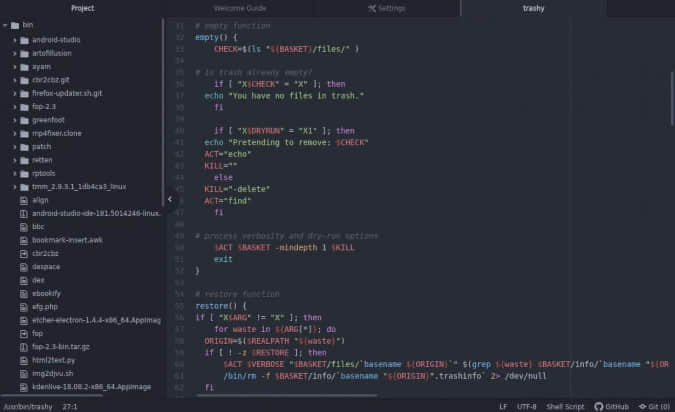 Project
Welcome Guide
Settings
trashy
bin
android-studio
artofillusion
xyam
cbr2cbz.git
firefox-updater.sh.git
fop-2.3
greenfoot
mp4fixer.clone
patch
retten
rptools
tmm_2.9.3.1_1db4ca3_linux
align
android-studio-ide-181.5014246-linux.
bbc
bookmark-insert.awk
cbr2cbz
despace
dex
ebookify
efg.php
etcher-electron-1.4.4-x86_64.AppImag
fop
fop-2.3-bin.tar.gz
html2text.py
img2djvu.sh
kdenlive-18.08.2-x86_64.AppImage
31 # empty function
32 empty() {
33 CHECK=$(ls "${BASKET}/files/" )
34
35 # Is trash already empty?
36 if [ "X$CHECK" = "X" ]; then
37 echo "You have no files in trash."
38 fi
39
40 if [ "X$DRYRUN" = "X1" ]; then
41 echo "Pretending to remove: $CHECK"
42 ACT="echo"
43 KILL=""
44 else
45 KILL="-delete"
6 ACT="find"
47 fi
48
49 # process verbosity and dry-run options
50 $ACT $BASKET -mindepth 1 $KILL
51 exit
52 }
53
54 # restore function
55 restore() {
56 if [ "X$ARG" != "X" ]; then
57 for waste in ${ARG[*]}; do
58 ORIGIN=$($REALPATH "${waste}")
59 if [ ! -z $RESTORE ]; then
60 $ACT $VERBOSE "$BASKET/files/`basename ${ORIGIN}`" $(grep ${waste} $BASKET/info/`basename "${OR
61 /bin/rm -f $BASKET/info/`basename "${ORIGIN}".trashinfo` 2> /dev/null
62 fi
/usr/bin/trashy 27:1
LF UTF-8 Shell Script GitHub Git (0)